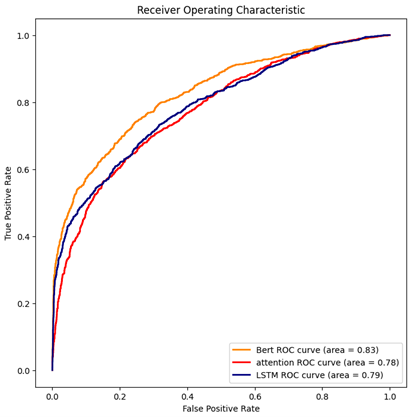 Receiver Operating Characteristic
1.0
0.8
0.6
0.4
0.2
0.0
True Positive Rate
Bert ROC curve (area = 0.83)
attention ROC curve (area = 0.78)
LSTM ROC curve (area = 0.79)
0.0 0.2 0.4 0.6 0.8 1.0
False Positive Rate